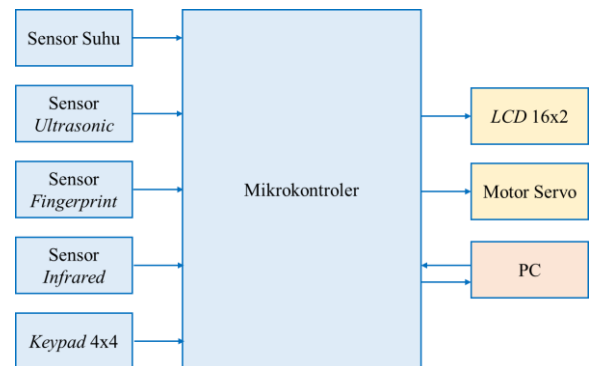 Sensor Suhu
Sensor
Ultrasonic
Sensor
Fingerprint
Sensor
Infrared
Keypad 4x4
Mikrokontroler
LCD 16x2
Motor Servo
PC